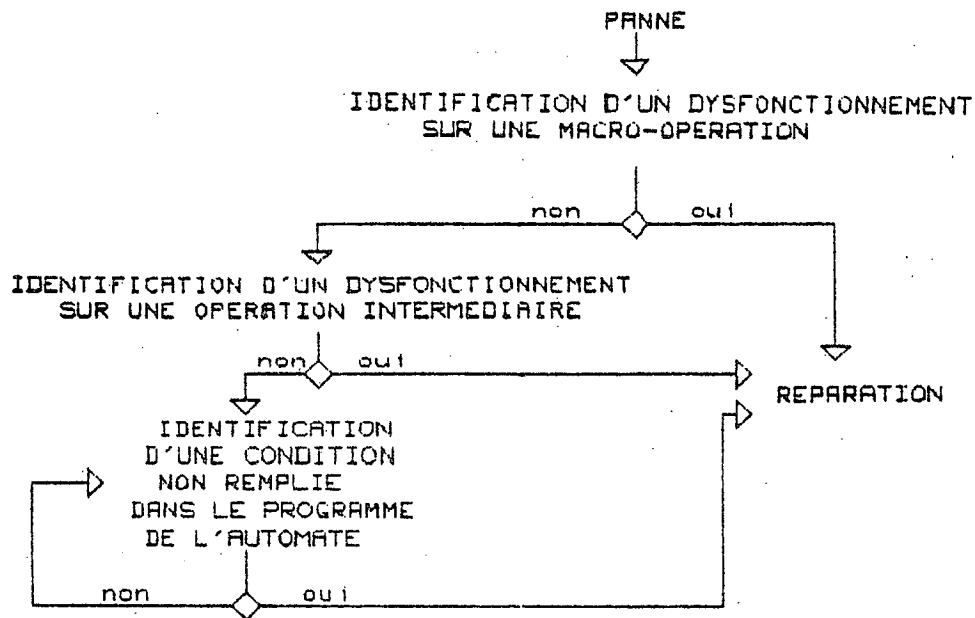 PANNE
IDENTIFICATION D'UN DYSFONCTIONNEMENT
SUR UNE MACRO-OPERATION
non oui
IDENTIFICATION D'UN DYSFONCTIONNEMENT
SUR UNE OPERATION INTERMEDIAIRE
non oui
REPARATION
IDENTIFICATION
D'UNE CONDITION
NON REMPLIE
DANS LE PROGRAMME
DE L'AUTOMATE
non oui